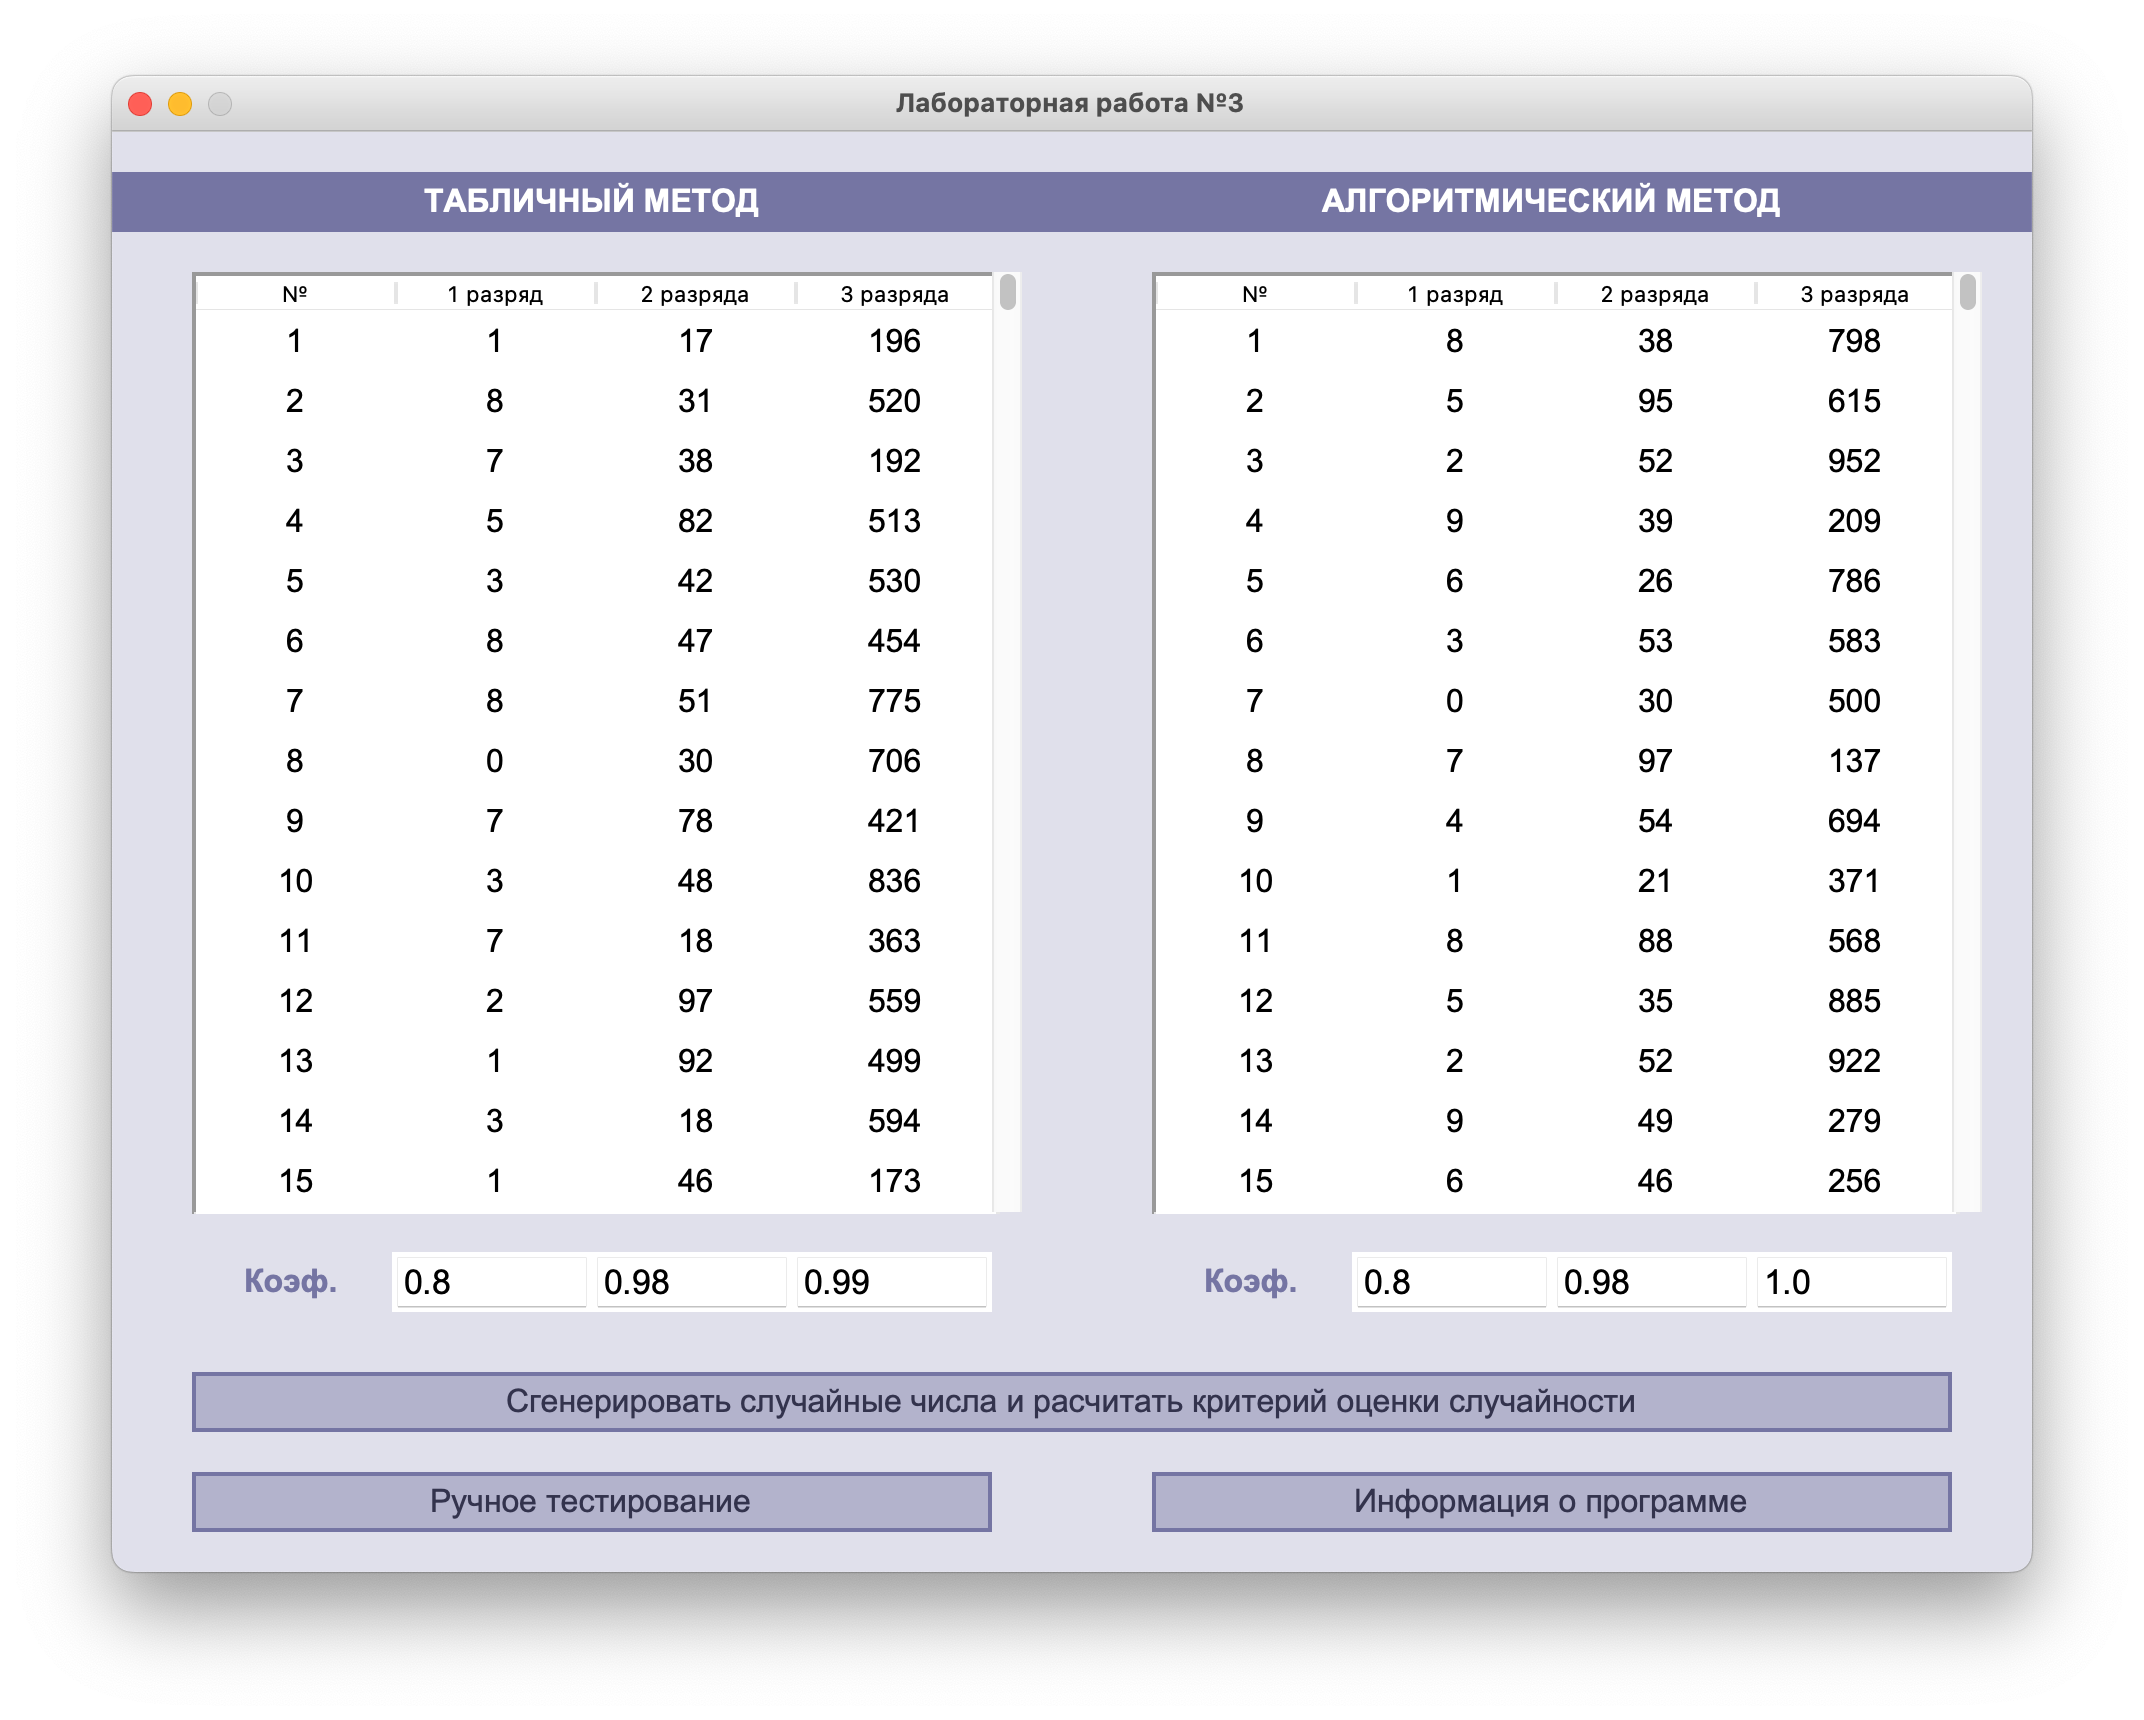 Лабораторная работа №3
ТАБЛИЧНЫЙ МЕТОД
№ 1 разряд 2 разряда 3 разряда
1 1 17 196
2 8 31 520
3 7 38 192
4 5 82 513
5 3 42 530
6 8 47 454
7 8 51 775
8 0 30 706
9 7 78 421
10 3 48 836
11 7 18 363
12 2 97 559
13 1 92 499
14 3 18 594
15 1 46 173
Коэф. 0.8 0.98 0.99
АЛГОРИТМИЧЕСКИЙ МЕТОД
№ 1 разряд 2 разряда 3 разряда
1 8 38 798
2 5 95 615
3 2 52 952
4 9 39 209
5 6 26 786
6 3 53 583
7 0 30 500
8 7 97 137
9 4 54 694
10 1 21 371
11 8 88 568
12 5 35 885
13 2 52 922
14 9 49 279
15 6 46 256
Коэф. 0.8 0.98 1.0
Сгенерировать случайные числа и расчитать критерий оценки случайности
Ручное тестирование
Информация о программе